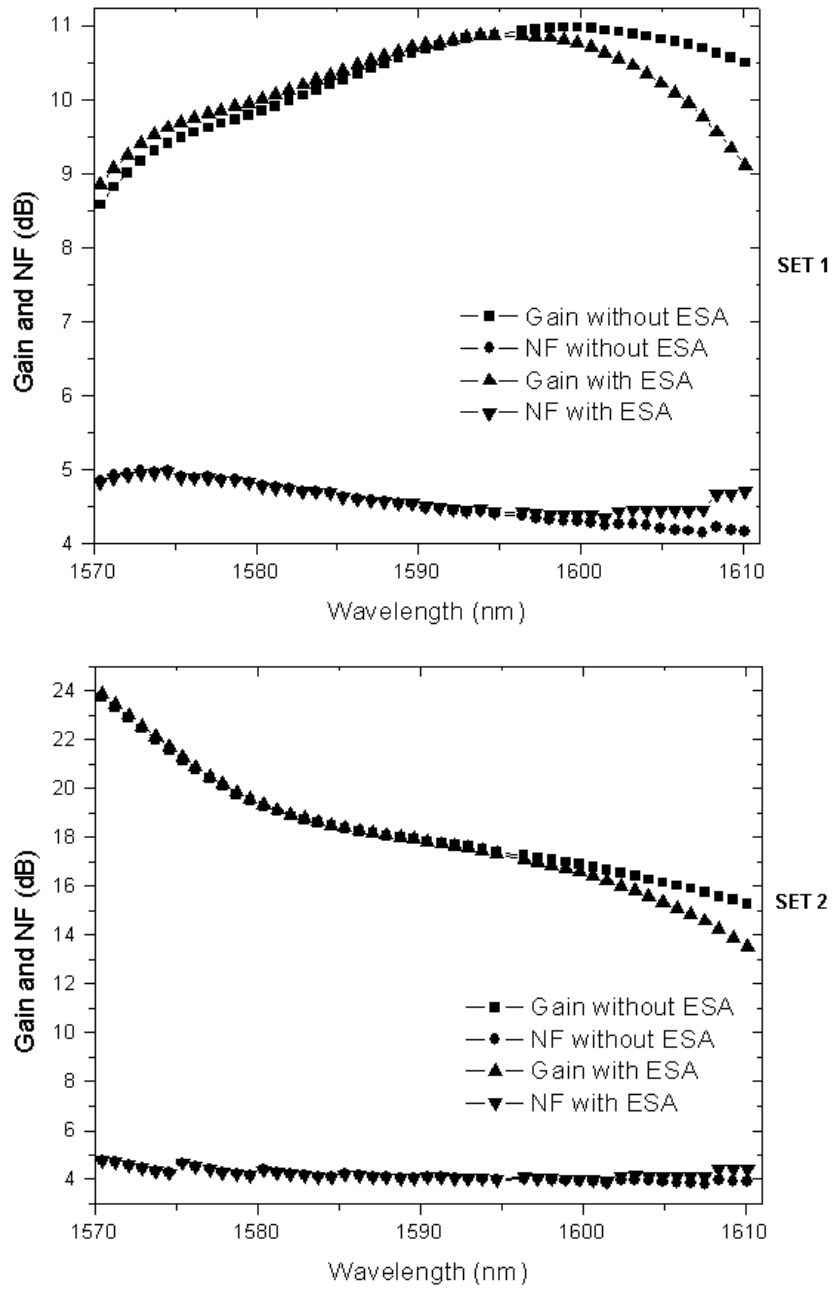 11
10
9
8
7
6
5
4
Gain and NF (dB)
SET 1
Gain without ESA
NF without ESA
Gain with ESA
NF with ESA
1570
1580
1590
1600
1610
Wavelength (nm)
24
22
20
18
16
14
12
10
8
6
4
Gain and NF (dB)
SET 2
Gain without ESA
NF without ESA
Gain with ESA
NF with ESA
1570
1580
1590
1600
1610
Wavelength (nm)